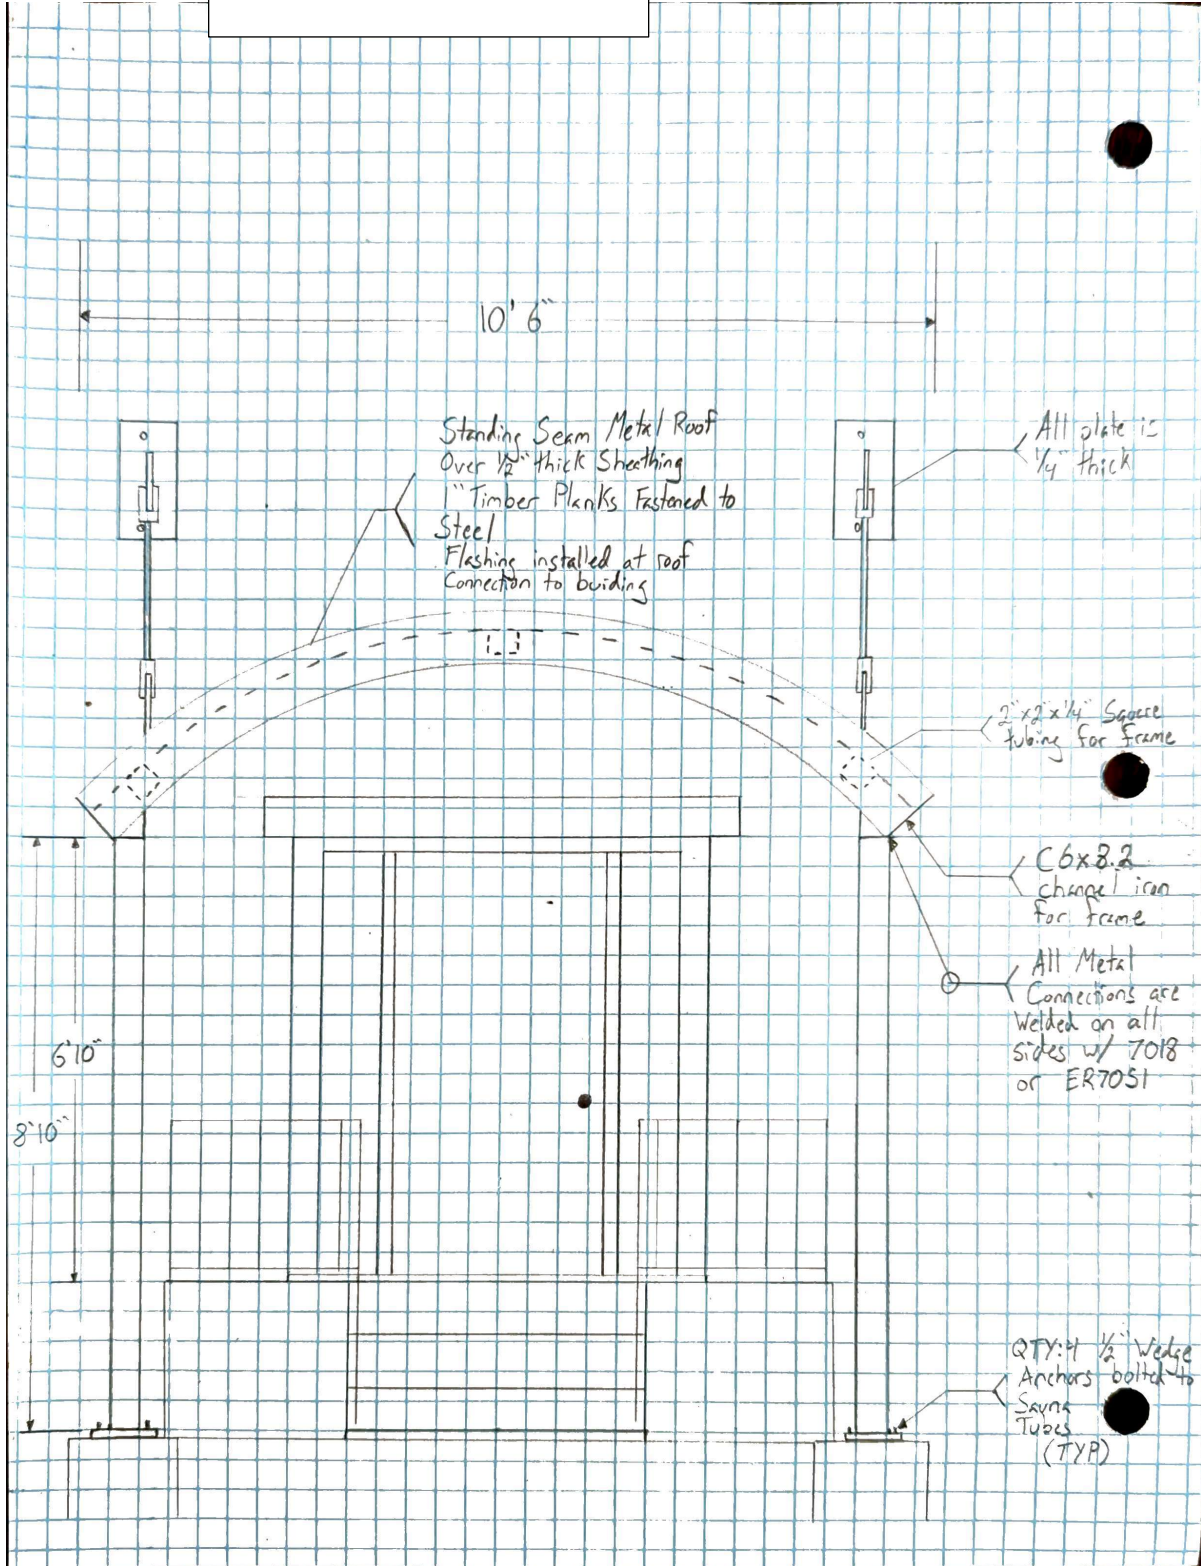 10' 6"
Standing Seam Metal Roof
Over 1/2" thick Sheathing
1" Timber Planks Fastened to
Steel
Flashing installed at roof
Connection to buiding
All plate is
1/4" thick
2"x2"x1/4" Square
tubing for frame
C6x8.2
channel iron
for frame
All Metal
Connections are
Welded on all
sides w/ 7018
or ER70S1
6'10"
8'10"
QTY:4 1/2" Wedge
Anchors bolted to
Sauna
Tubes
(TYP)